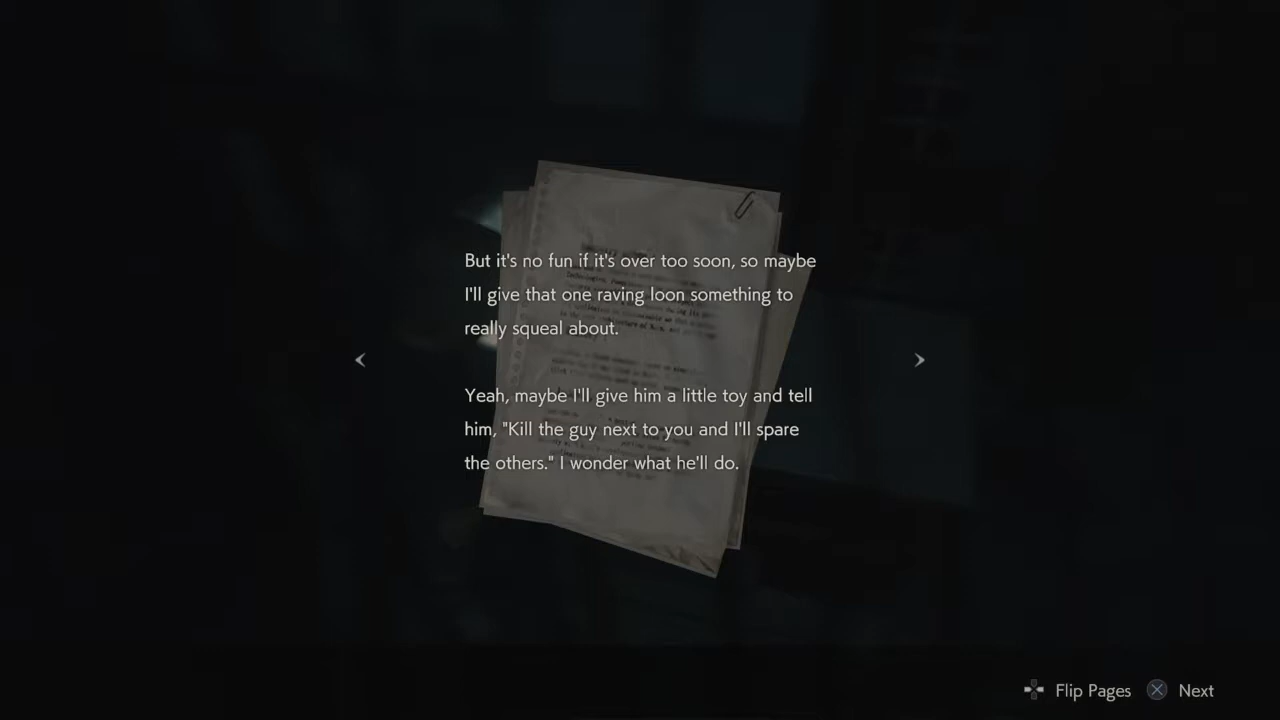 But it's no fun if it's over too soon, so maybe
I'll give that one raving loon something to
really squeal about.
Yeah, maybe I'll give him a little toy and tell
him, "Kill the guy next to you and I'll spare
the others." I wonder what he'll do.
Flip Pages
Next